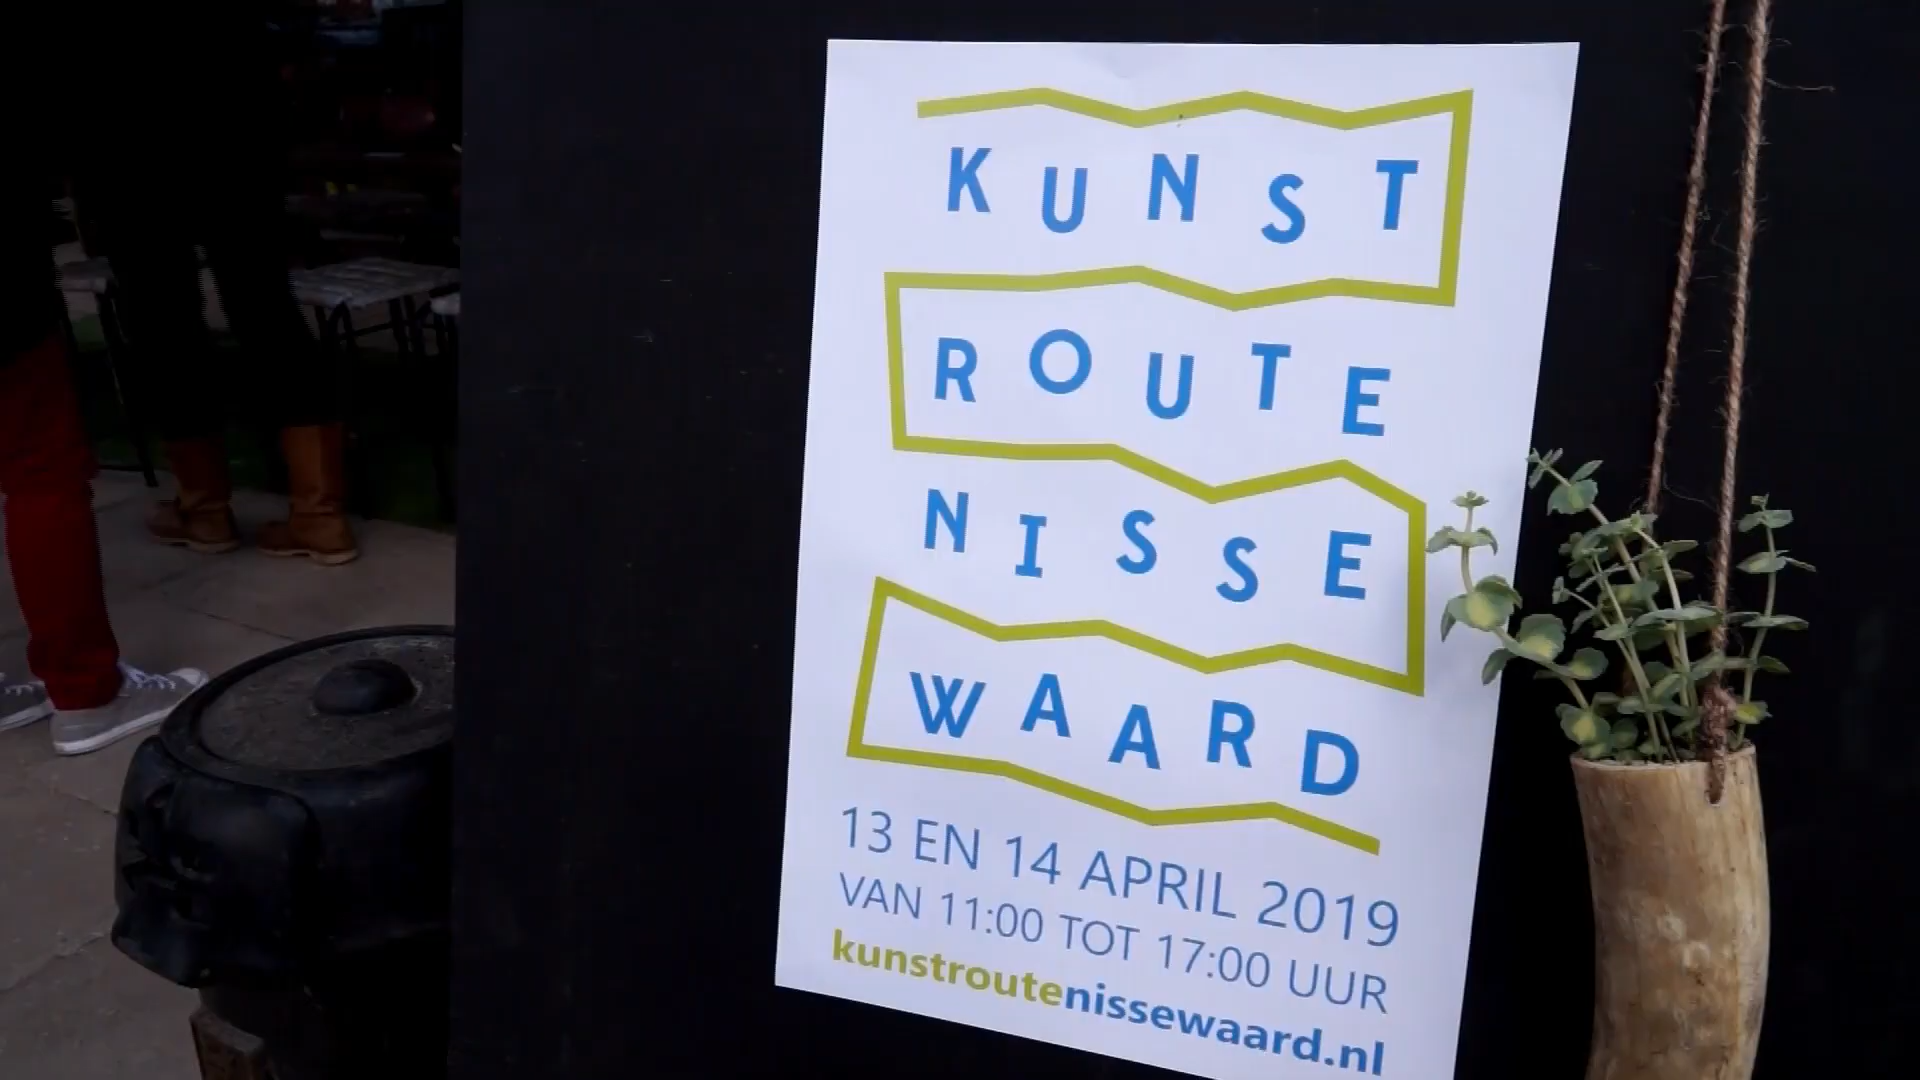 KUNST
ROUTE
NISSE
WAARD
13 EN 14 APRIL 2019
VAN 11:00 TOT 17:00 UUR
kunstroutenissewaard.nl